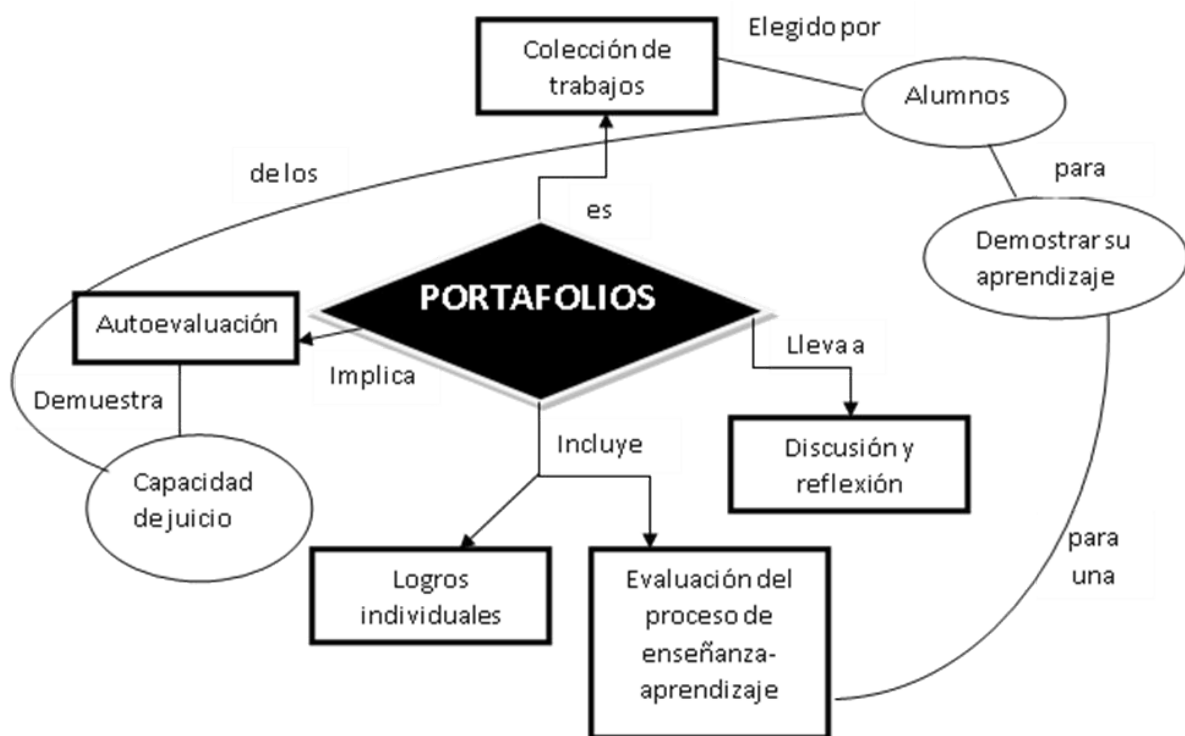 Colección de
trabajos
Elegido por
Alumnos
de los
para
es
Demostrar su
aprendizaje
PORTAFOLIOS
Autoevaluación
Implica
Lleva a
Demuestra
Incluye
Discusión y
reflexión
Capacidad
de juicio
Logros
individuales
Evaluación del
proceso de
enseñanza-
aprendizaje
para
una